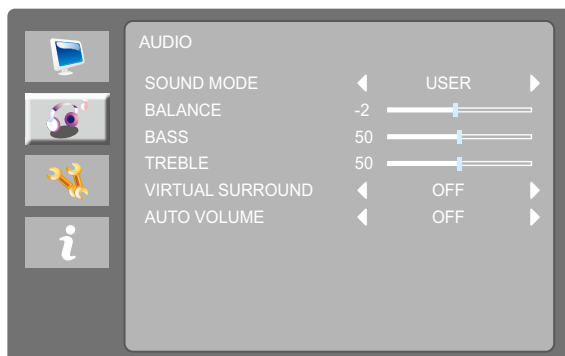 AUDIO
SOUND MODE USER
BALANCE -2
BASS 50
TREBLE 50
VIRTUAL SURROUND OFF
AUTO VOLUME OFF
i